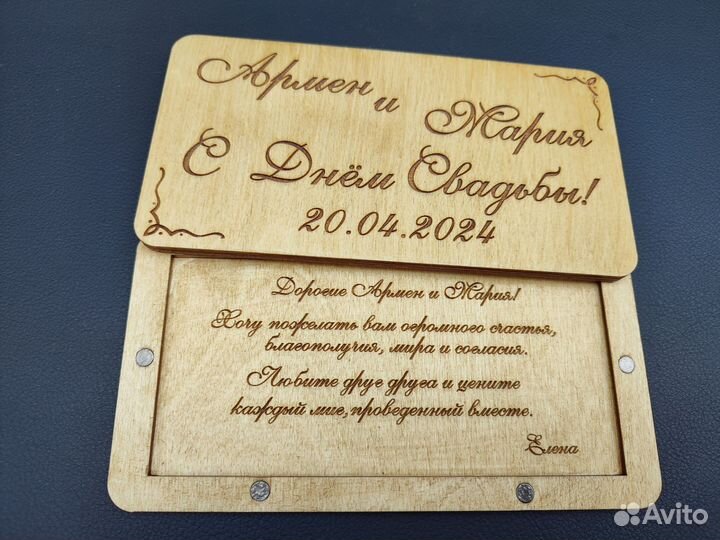 Армен и Мария
С Днём Свадьбы!
20.04.2024
Дорогие Армен и Мария!
Хочу пожелать вам огромного счастья,
благополучия, мира и согласия.
Любите друг друга и цените
каждый миг, проведенный вместе.
Елена
Avito